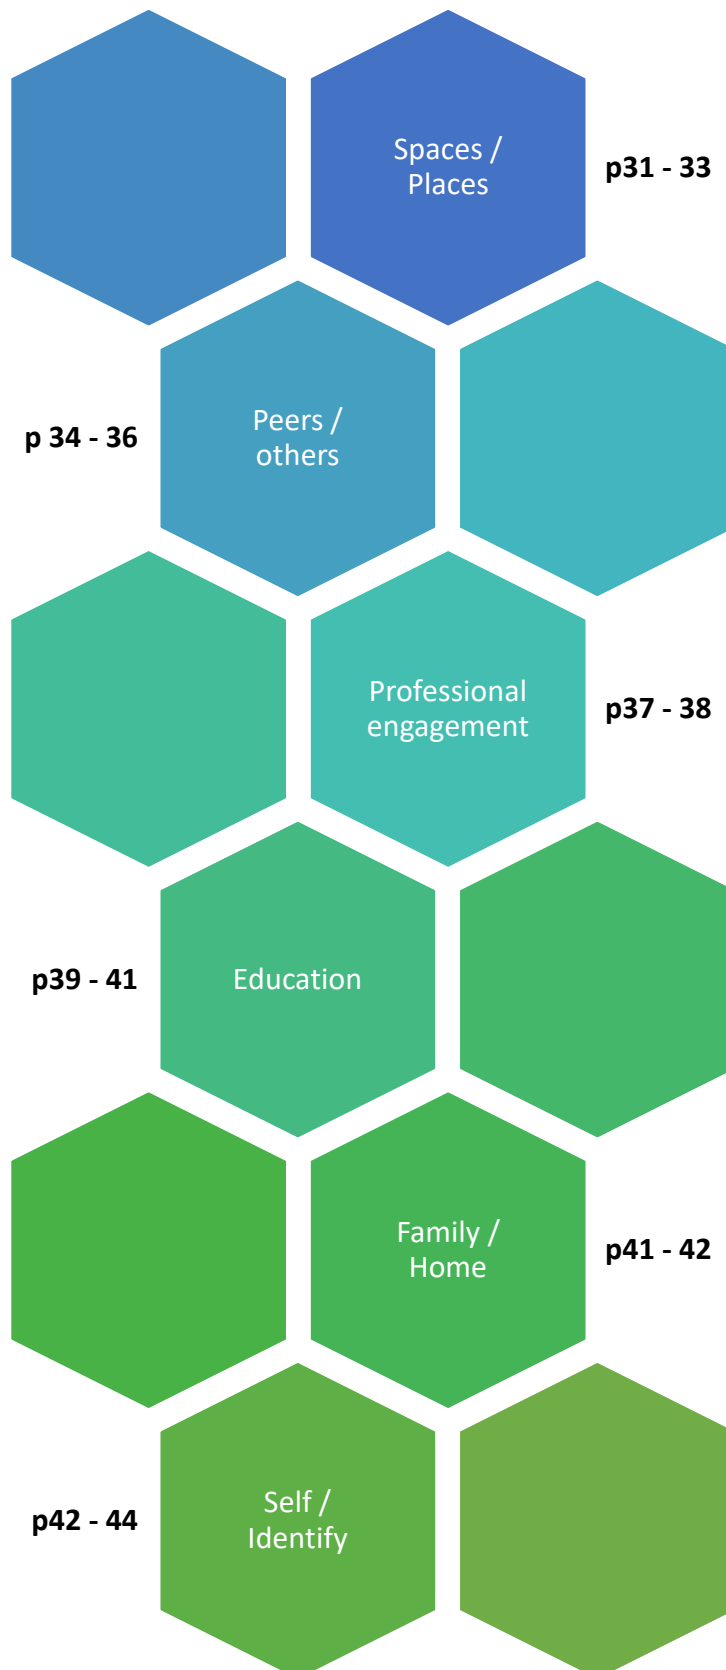 Spaces /
Places
p31 - 33
p 34 - 36
Peers /
others
Professional
engagement
p37 - 38
p39 - 41
Education
Family /
Home
p41 - 42
p42 - 44
Self /
Identify